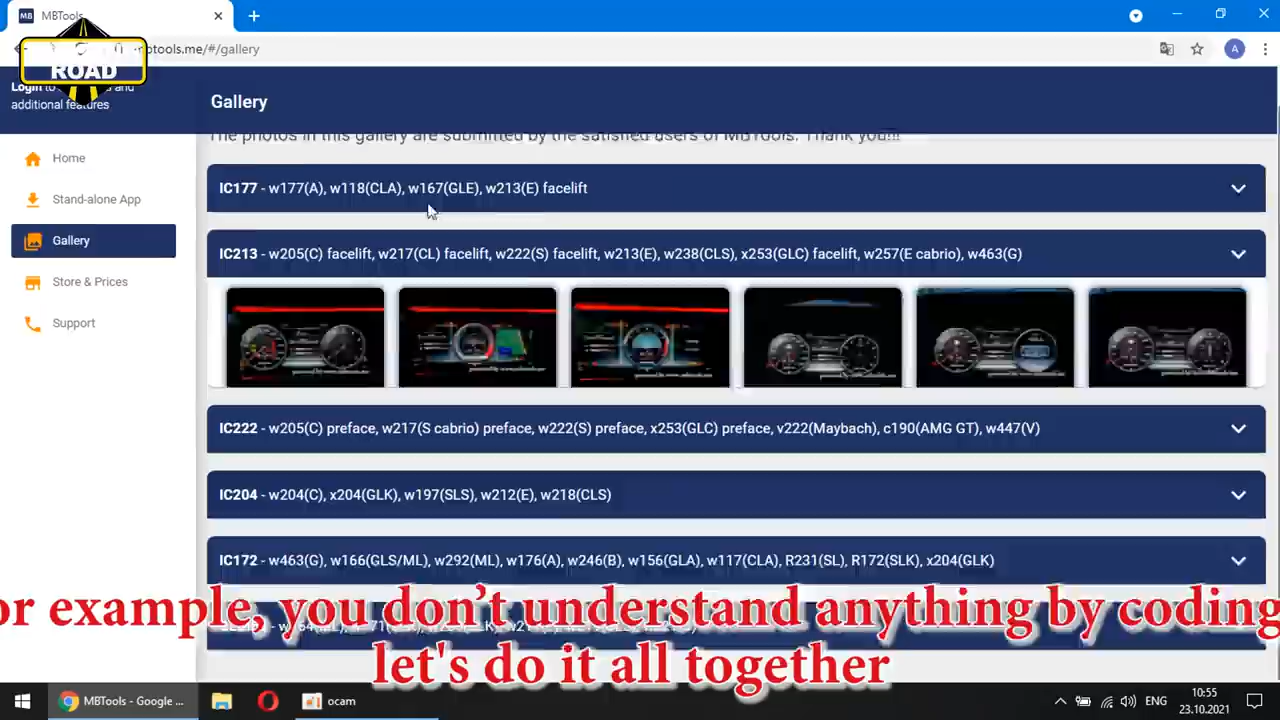 MBTools
ROAD
otools.me/#/gallery
Login to
and
additional features
Gallery
The photos in this gallery are submitted by the satisfied users of MBTools. Thank you!!!
Home
Stand-alone App
Gallery
Store & Prices
Support
IC177 - w177(A), w118(CLA), w167(GLE), w213(E) facelift
IC213 - w205(C) facelift, w217(CL) facelift, w222(S) facelift, w213(E), w238(CLS), x253(GLC) facelift, w257(E cabrio), w463(G)
IC222 - w205(C) preface, w217(S cabrio) preface, w222(S) preface, x253(GLC) preface, v222(Maybach), c190(AMG GT), w447(V)
IC204 - w204(C), x204(GLK), w197(SLS), w212(E), w218(CLS)
IC172 - w463(G), w166(GLS/ML), w292(ML), w176(A), w246(B), w156(GLA), w117(CLA), R231(SL), R172(SLK), x204(GLK)
or example, you don't understand anything by coding,
let's do it all together
MBTools - Google ...
ocam
ENG
10:55
23.10.2021